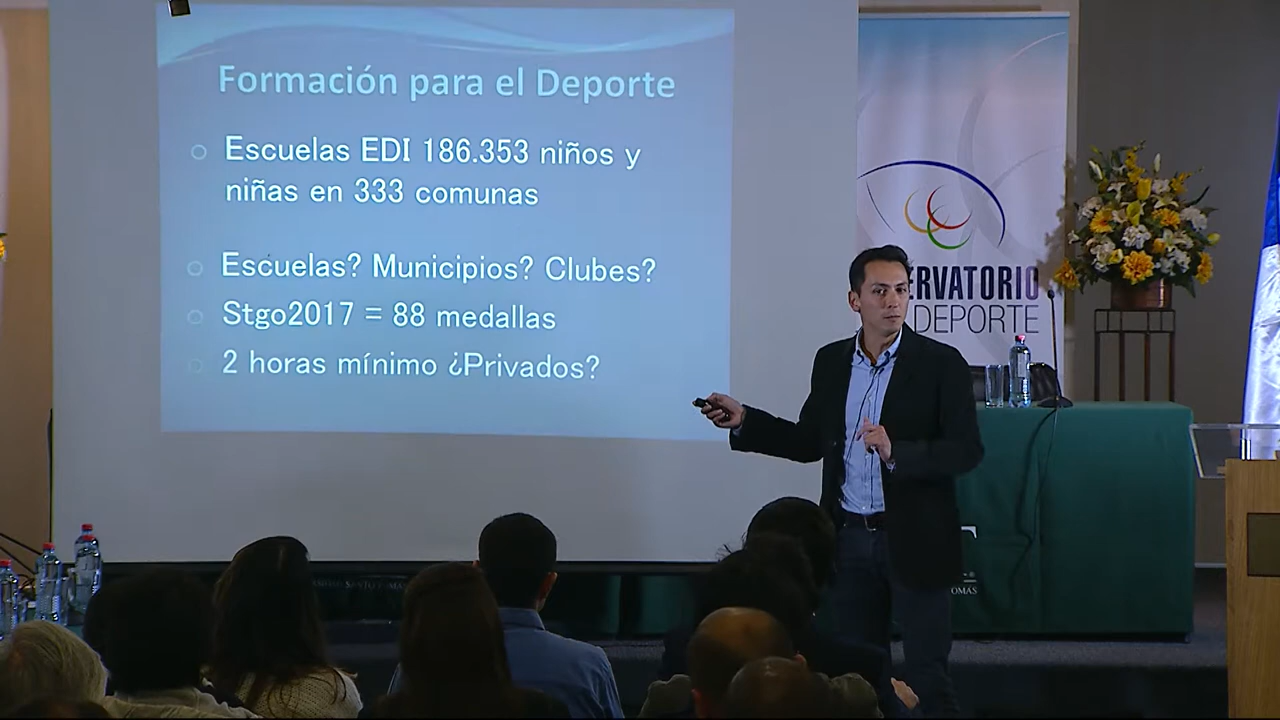 Formación para el Deporte
Escuelas EDI 186.353 niños y
niñas en 333 comunas
Escuelas? Municipios? Clubes?
Stgo2017 = 88 medallas
2 horas mínimo ¿Privados?
ERVATORIO
DEPORTE
OMAS